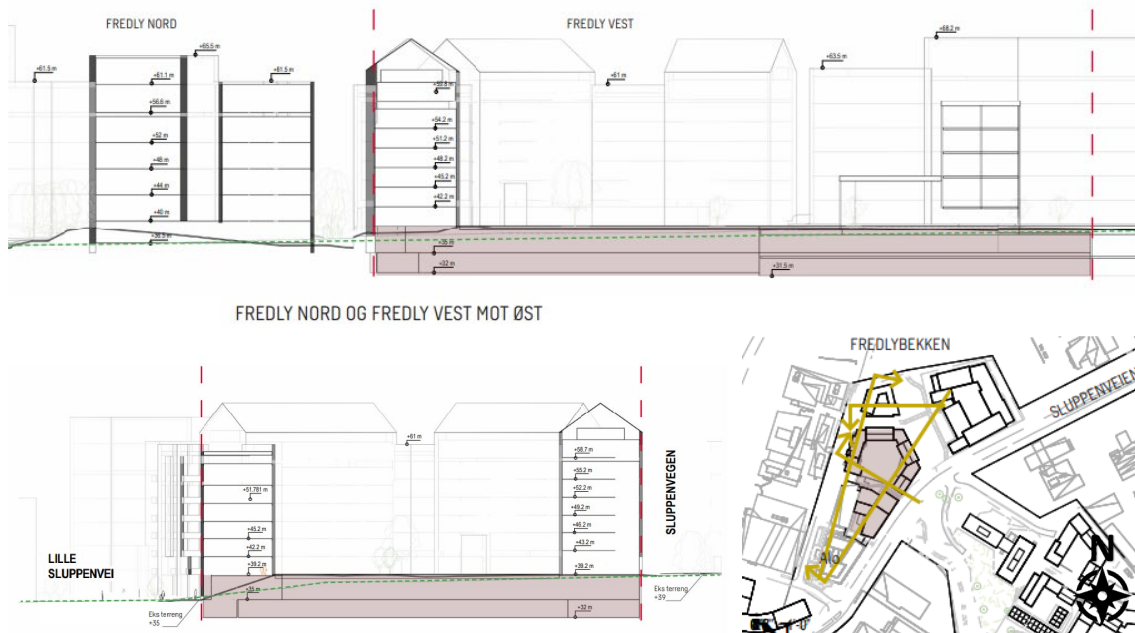 FREDLY NORD
FREDLY VEST
+61.5 m
+65.5 m
+61.5 m
+61.1 m
+56.6 m
+52 m
+48 m
+44 m
+40 m
+36.5 m
+54.2 m
+51.2 m
+48.2 m
+45.2 m
+42.2 m
+35 m
+32 m
+61 m
+63.5 m
+68.2 m
+31.5 m
FREDLY NORD OG FREDLY VEST MOT ØST
LILLE
SLUPPENVEI
+51,781 m
+45.2 m
+42.2 m
+39.2 m
+35 m
Eks terreng
+35
+61 m
+58.7 m
+55.2 m
+52.2 m
+49.2 m
+46.2 m
+43.2 m
+39.2 m
+32 m
Eks terreng
+39
SLUPPENVEGEN
FREDLYBEKKEN
SLUPPENVEIEN
N